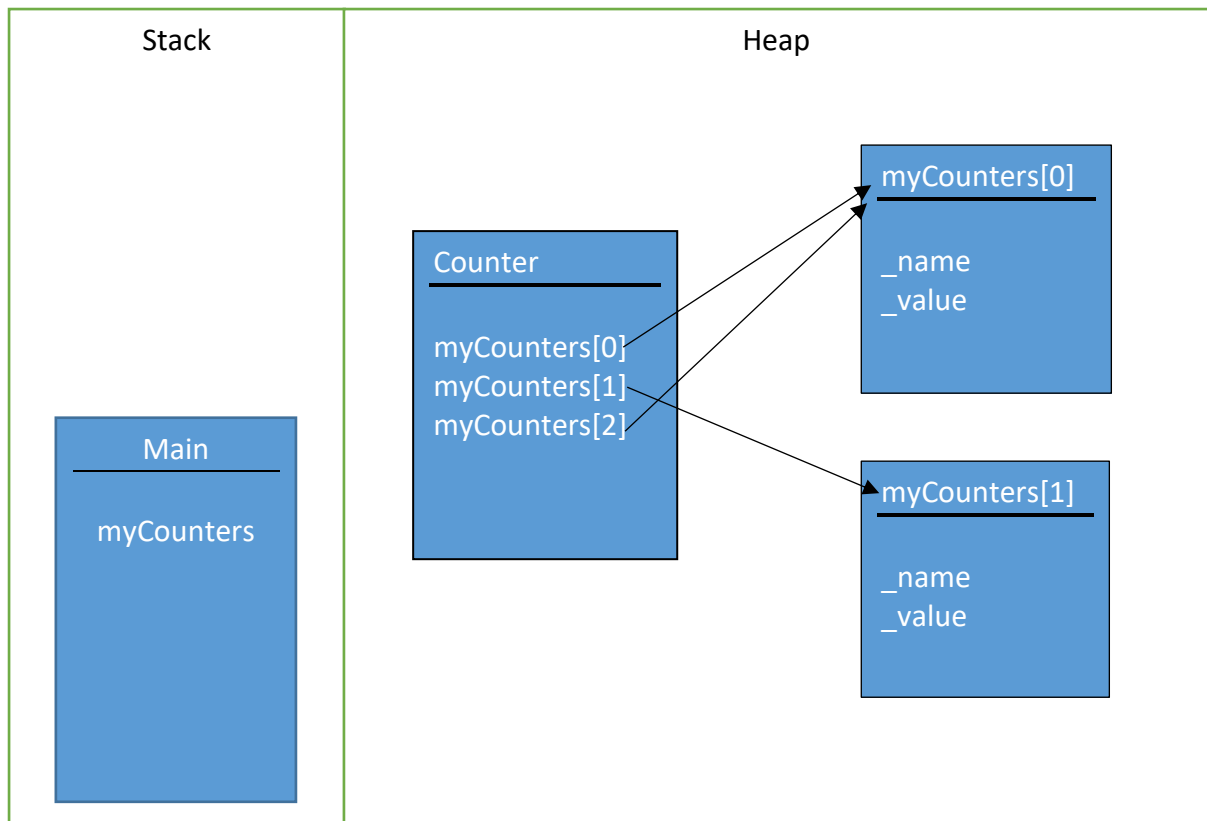 Stack
Heap
Main
myCounters
Counter
myCounters[0]
myCounters[1]
myCounters[2]
myCounters[0]
_name
_value
myCounters[1]
_name
_value